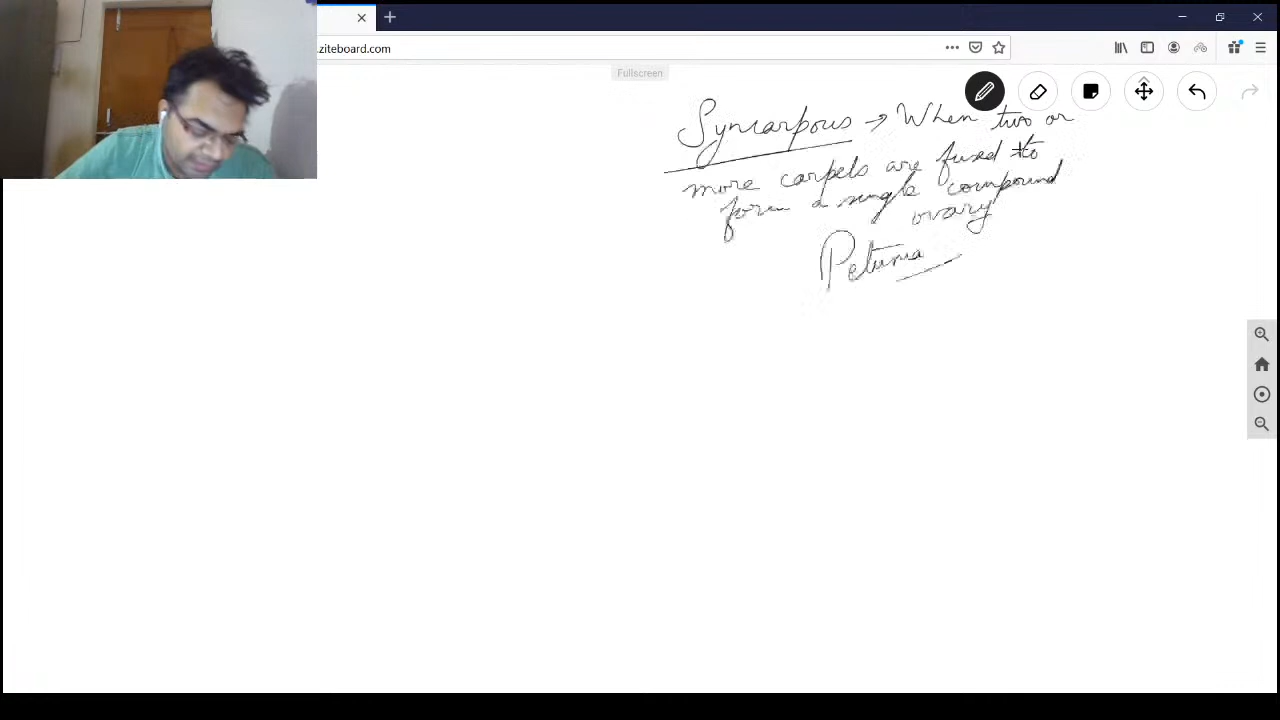 .ziteboard.com
Fullscreen
Syncarpous → When two or
more carpels are fused to
form a single compound
ovary
Petunia